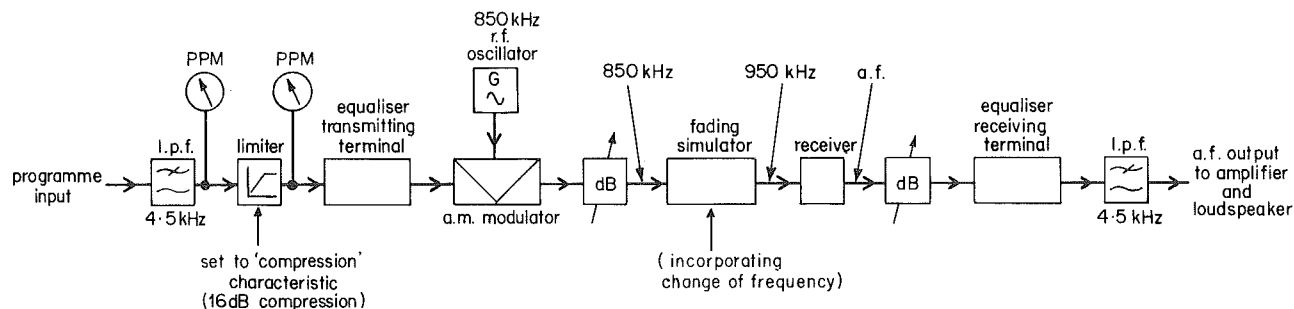 850 kHz
r.f.
oscillator
G
PPM
PPM
850 kHz
950 kHz
a.f.
equaliser
transmitting
terminal
equaliser
receiving
terminal
l.p.f.
limiter
fading
simulator
receiver
l.p.f.
programme
input
dB
dB
a.f. output
to amplifier
and
loudspeaker
4·5 kHz
a.m. modulator
4·5 kHz
set to 'compression'
characteristic
(16dB compression)
( incorporating
change of frequency)